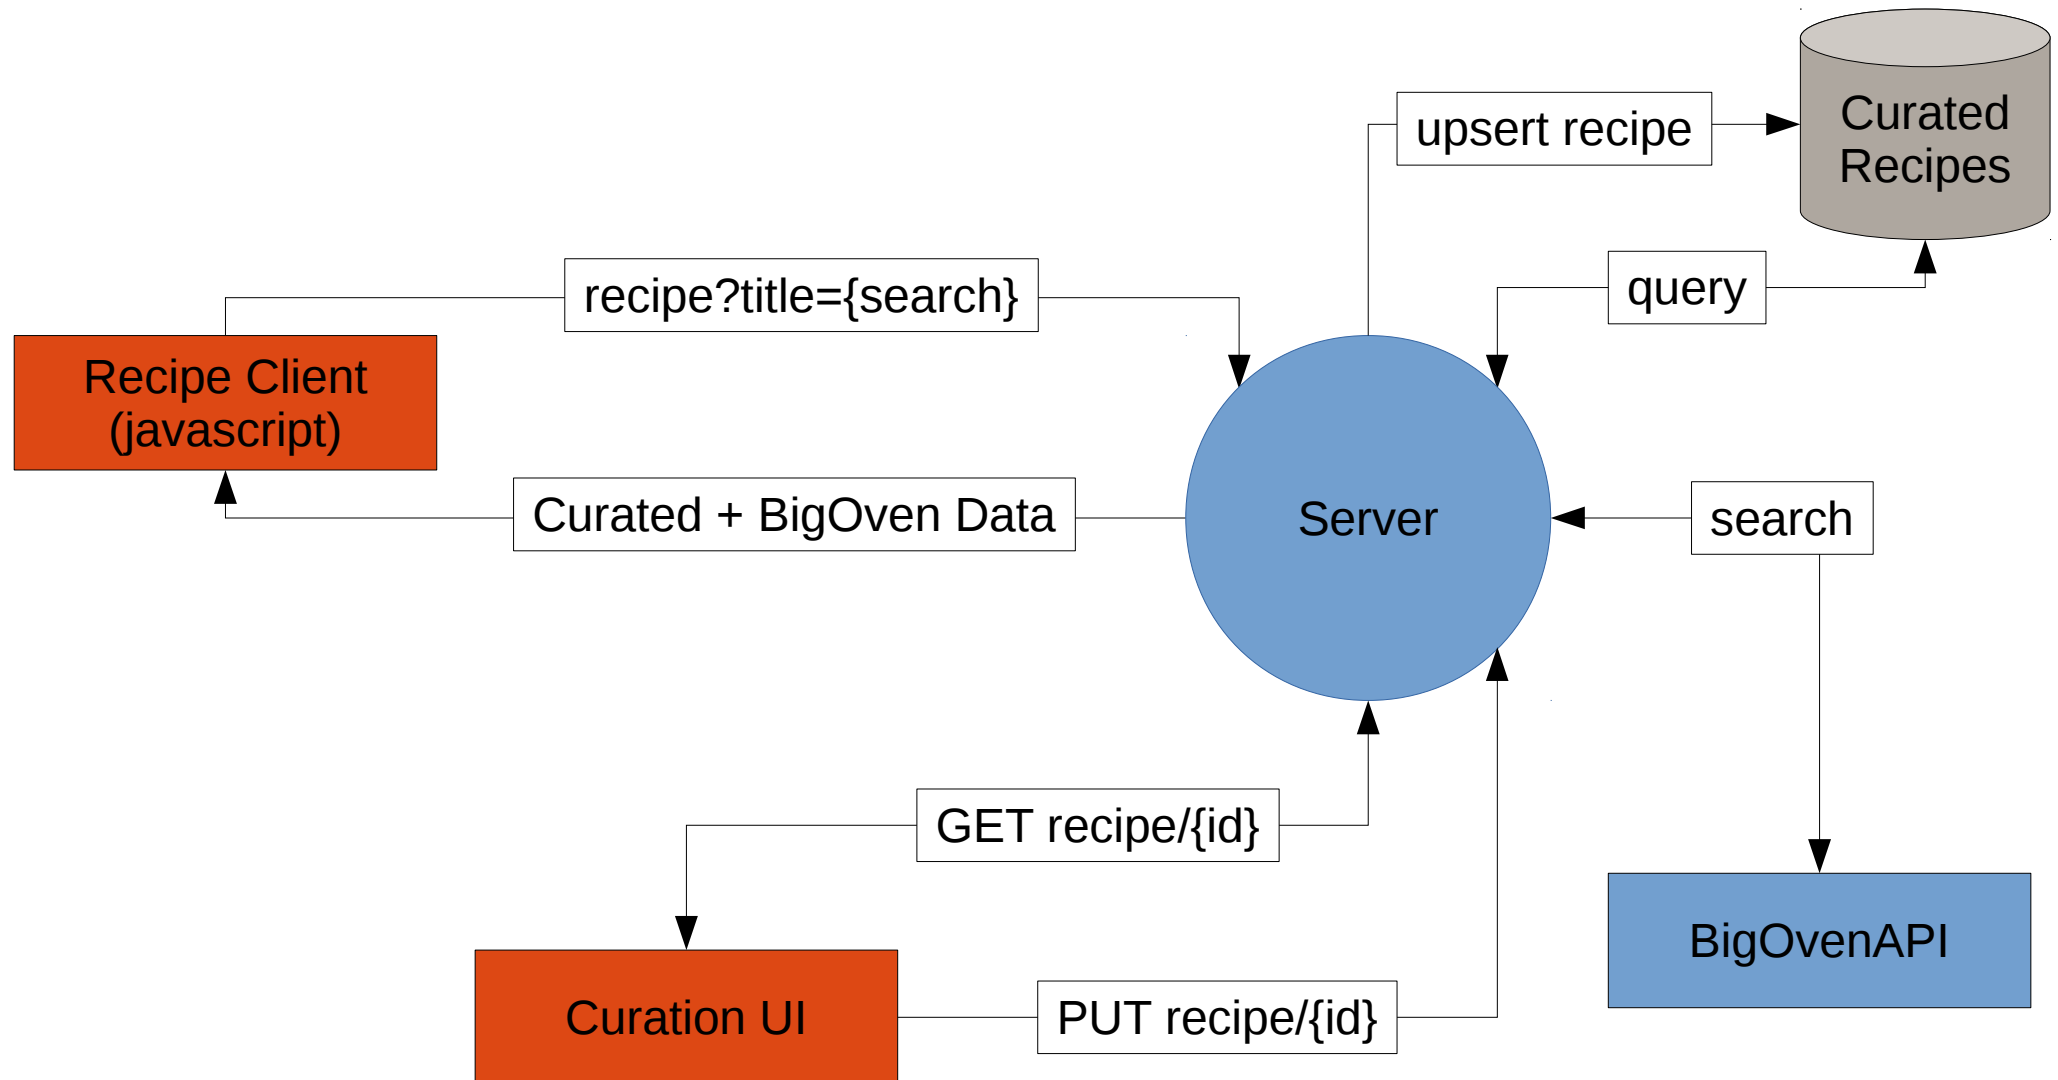 Curated
Recipes
upsert recipe
query
recipe?title={search}
Recipe Client
(javascript)
Curated + BigOven Data
Server
search
GET recipe/{id}
BigOvenAPI
Curation UI
PUT recipe/{id}